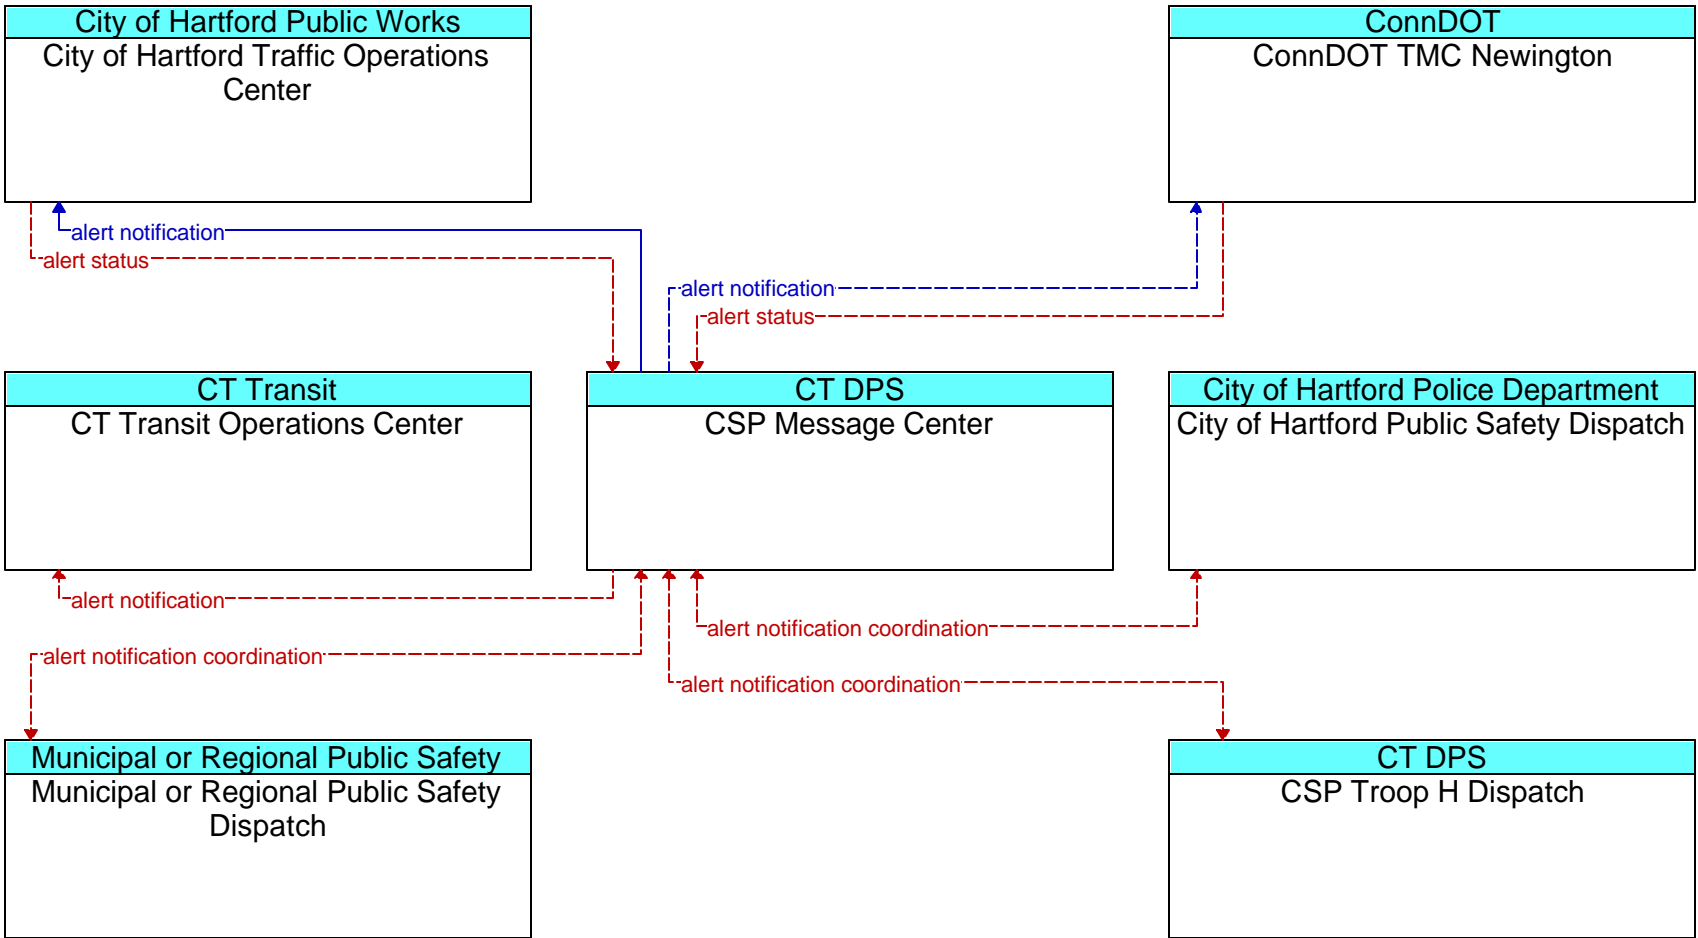 City of Hartford Public Works
City of Hartford Traffic Operations
Center
ConnDOT
ConnDOT TMC Newington
alert notification
alert status
alert notification
alert status
CT Transit
CT Transit Operations Center
CT DPS
CSP Message Center
City of Hartford Police Department
City of Hartford Public Safety Dispatch
alert notification
alert notification coordination
alert notification coordination
alert notification coordination
Municipal or Regional Public Safety
Municipal or Regional Public Safety
Dispatch
CT DPS
CSP Troop H Dispatch